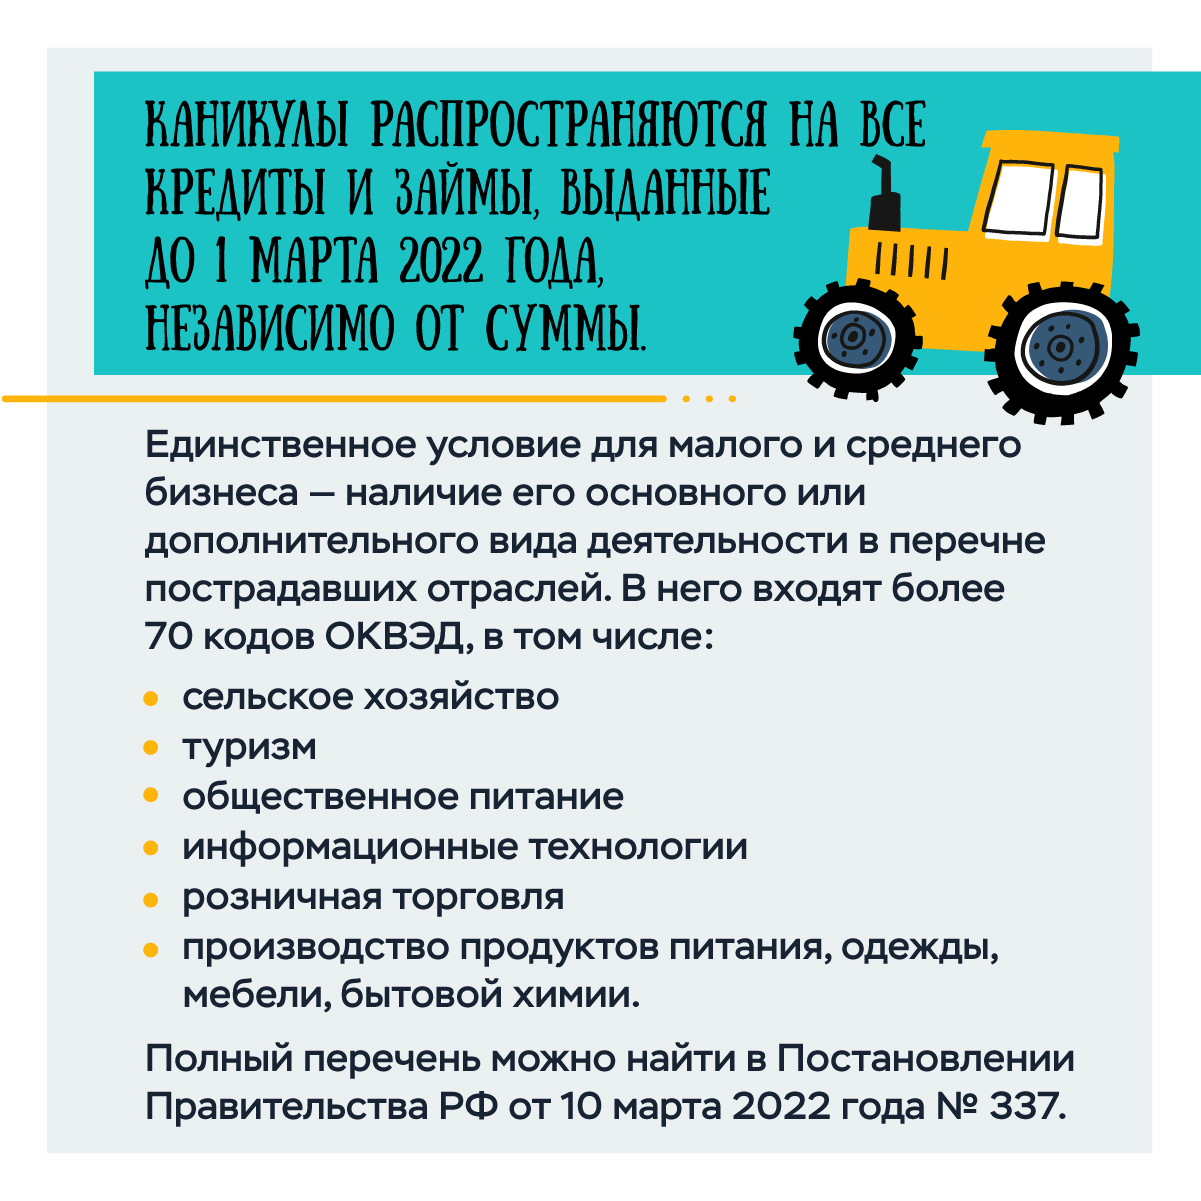 КАНИКУЛЫ РАСПРОСТРАНЯЮТСЯ НА ВСЕ
КРЕДИТЫ И ЗАЙМЫ, ВЫДАННЫЕ
ДО 1 МАРТА 2022 ГОДА,
НЕЗАВИСИМО ОТ СУММЫ.
Единственное условие для малого и среднего
бизнеса — наличие его основного или
дополнительного вида деятельности в перечне
пострадавших отраслей. В него входят более
70 кодов ОКВЭД, в том числе:
• сельское хозяйство
• туризм
• общественное питание
• информационные технологии
• розничная торговля
• производство продуктов питания, одежды,
мебели, бытовой химии.
Полный перечень можно найти в Постановлении
Правительства РФ от 10 марта 2022 года № 337.